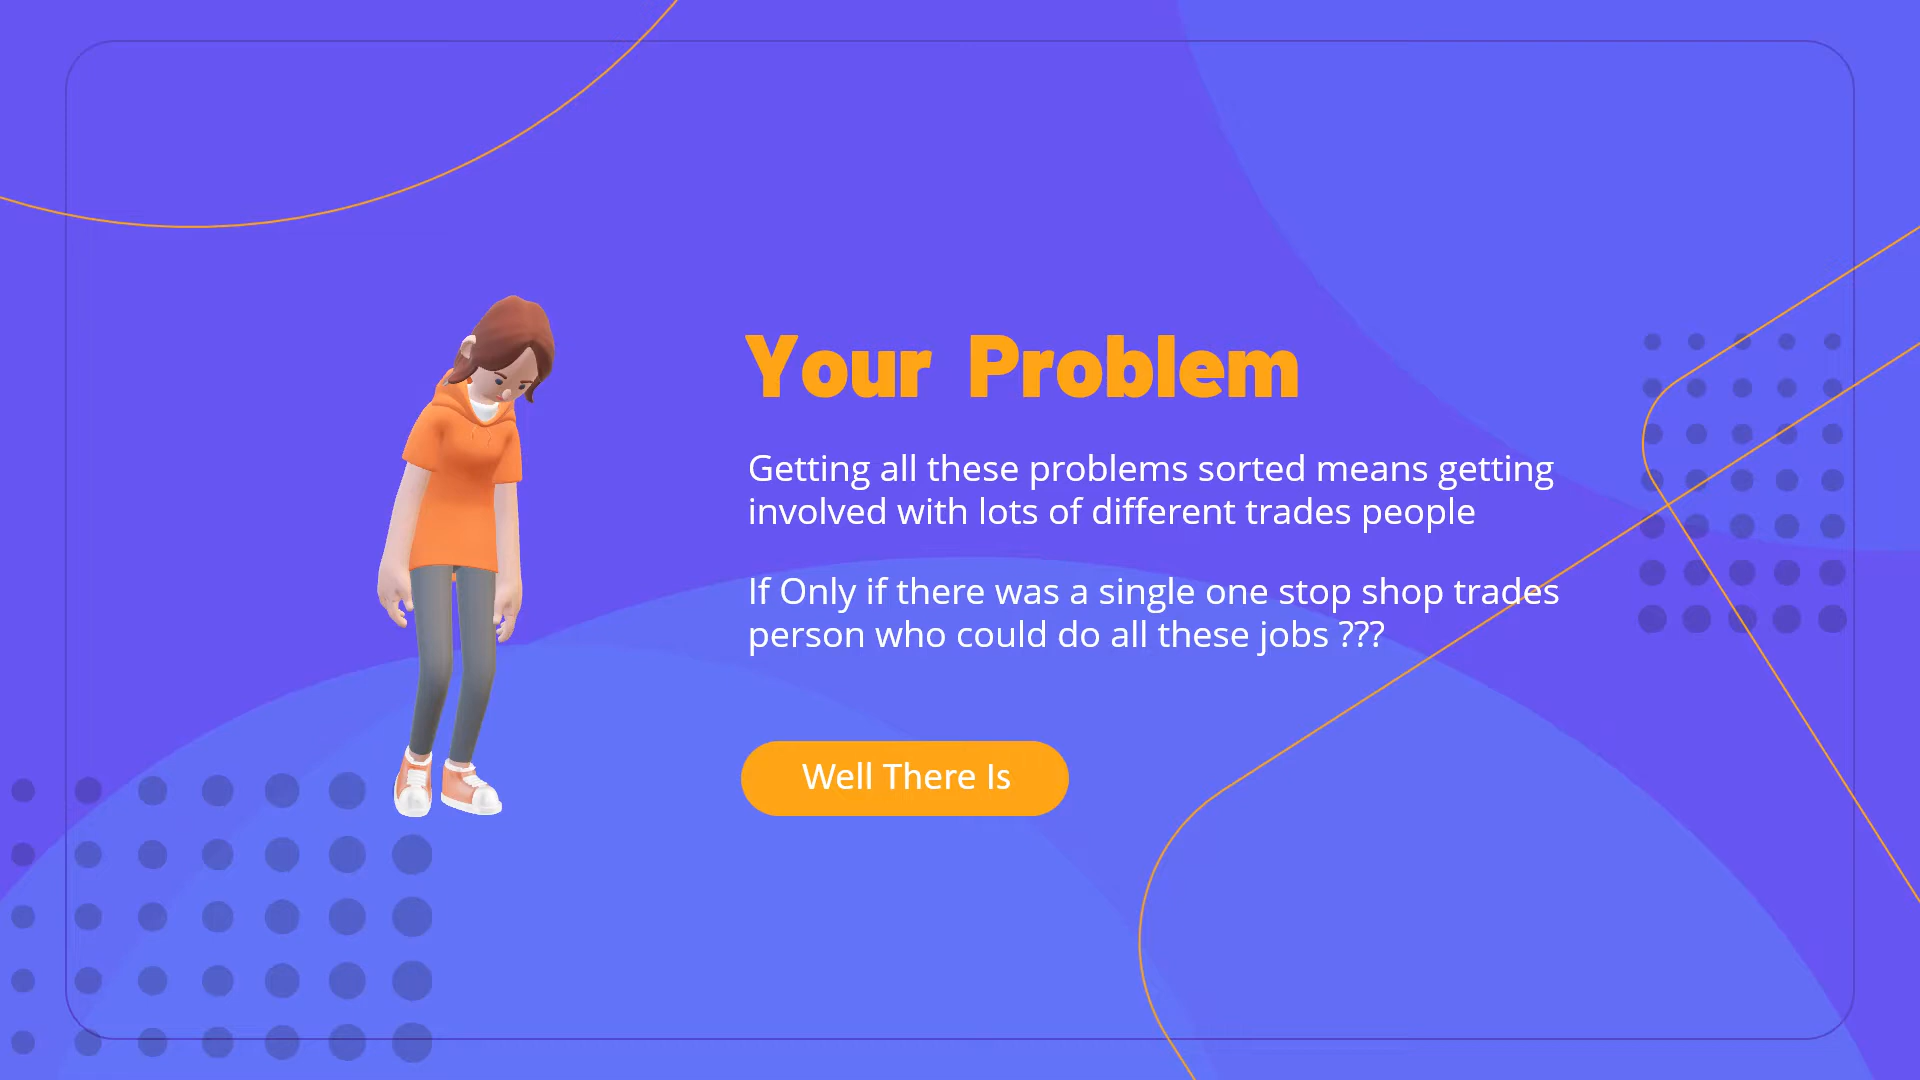 Your Problem
Getting all these problems sorted means getting
involved with lots of different trades people
If Only if there was a single one stop shop trades
person who could do all these jobs ???
Well There Is